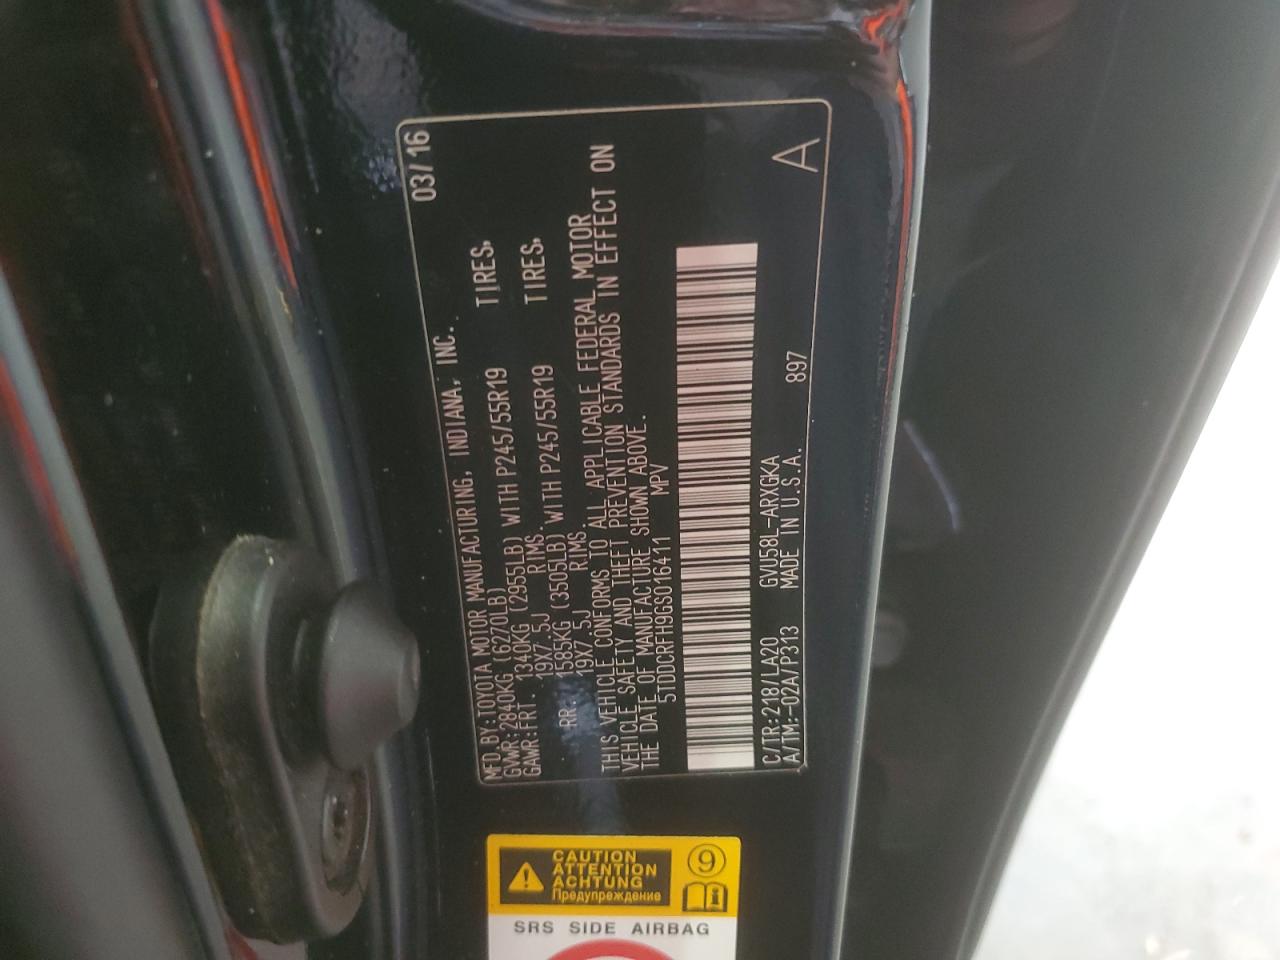 MFD.BY:TOYOTA MOTOR MANUFACTURING, INDIANA, INC. 03/16
GVWR:2840KG (6270LB)
GAWR:FRT. 1340KG (2955LB) WITH P245/55R19 TIRES,
19X7.5J RIMS.
RR. 1585KG (3505LB) WITH P245/55R19 TIRES,
19X7.5J RIMS.
THIS VEHICLE CONFORMS TO ALL APPLICABLE FEDERAL MOTOR
VEHICLE SAFETY AND THEFT PREVENTION STANDARDS IN EFFECT ON
THE DATE OF MANUFACTURE SHOWN ABOVE.
5TDDCRFH9GS016411 MPV
C/TR:218/LA20 GVU58L-ARXGKA
A/TM:-02A/P313 MADE IN U.S.A. 897 A
CAUTION
ATTENTION
ACHTUNG
Предупреждение
9
SRS SIDE AIRBAG